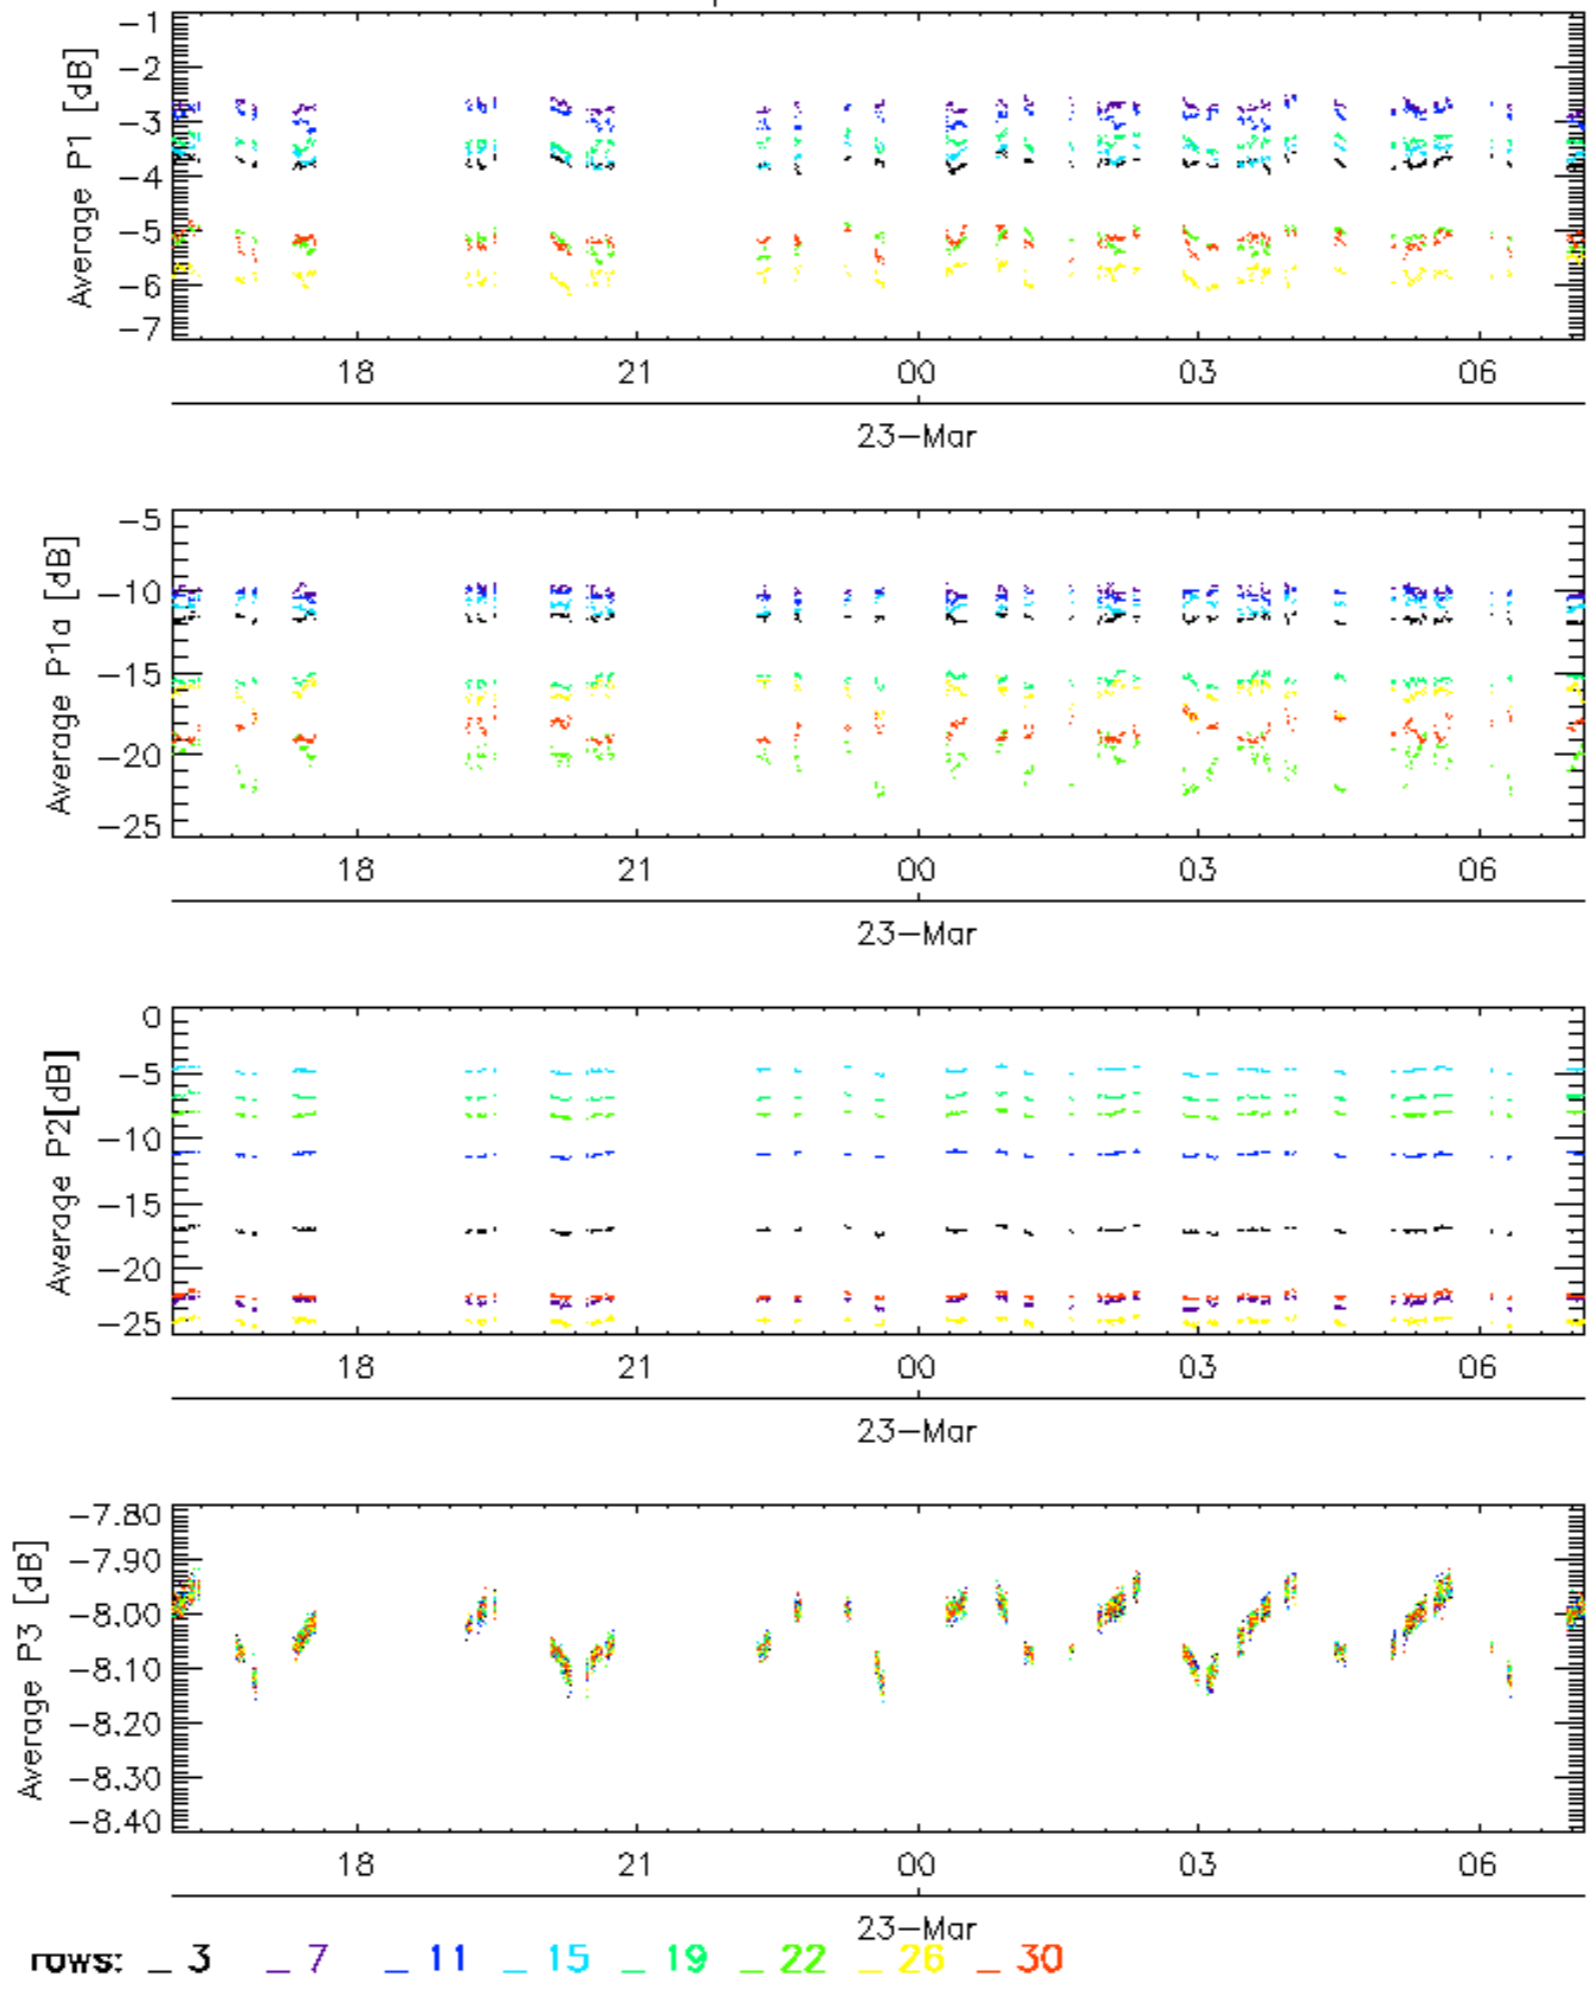 Average P1 [dB]
-1
-2
-3
-4
-5
-6
-7
18 21 00 03 06
23-Mar
Average P1a [dB]
-5
-10
-15
-20
-25
18 21 00 03 06
23-Mar
Average P2[dB]
0
-5
-10
-15
-20
-25
18 21 00 03 06
23-Mar
Average P3 [dB]
-7.80
-7.90
-8.00
-8.10
-8.20
-8.30
-8.40
18 21 00 03 06
23-Mar
rows: _ 3 _ 7 _ 11 _ 15 _ 19 _ 22 _ 26 _ 30